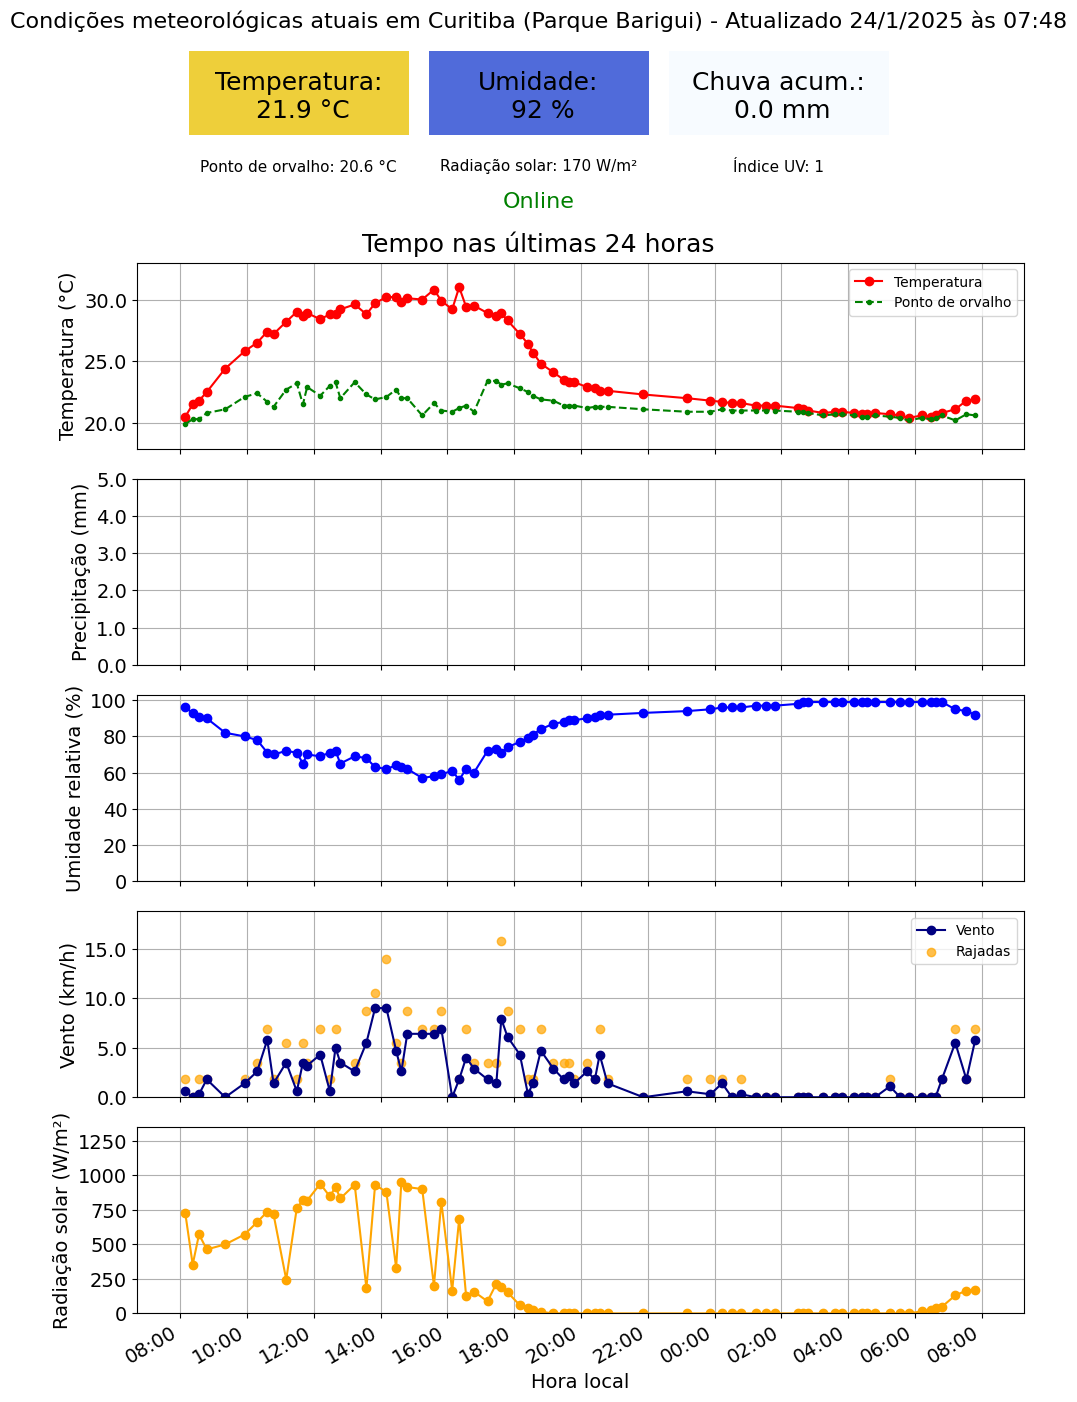 Condições meteorológicas atuais em Curitiba (Parque Barigui) - Atualizado 24/1/2025 às 07:48
Temperatura:
21.9 °C
Umidade:
92 %
Chuva acum.:
0.0 mm
Ponto de orvalho: 20.6 °C
Radiação solar: 170 W/m²
Índice UV: 1
Online
Tempo nas últimas 24 horas
Temperatura (°C)
30.0
25.0
20.0
Temperatura
Ponto de orvalho
Precipitação (mm)
5.0
4.0
3.0
2.0
1.0
0.0
Umidade relativa (%)
100
80
60
40
20
0
Vento (km/h)
15.0
10.0
5.0
0.0
Vento
Rajadas
Radiação solar (W/m²)
1250
1000
750
500
250
0
08:00
10:00
12:00
14:00
16:00
18:00
20:00
22:00
00:00
02:00
04:00
06:00
08:00
Hora local